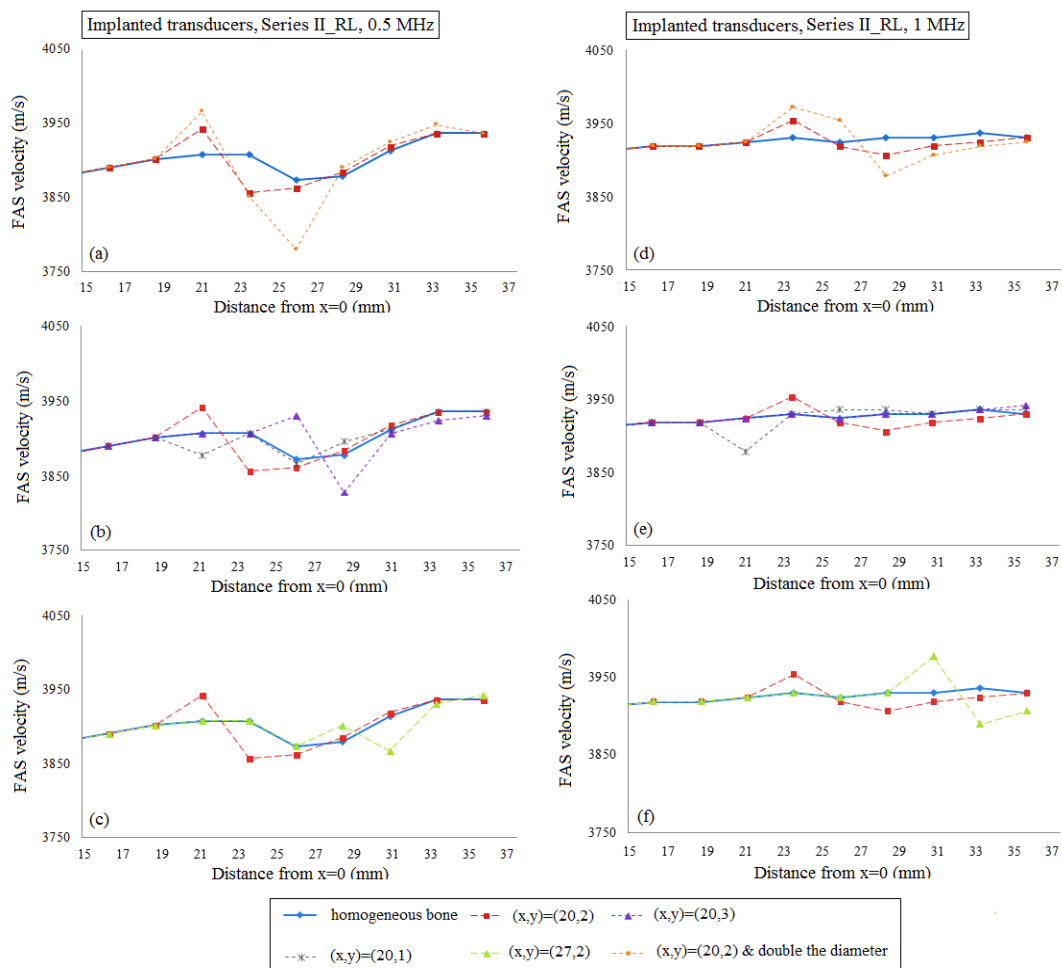 Implanted transducers, Series II_RL, 0.5 MHz
4050
3950
3850
3750
FAS velocity (m/s)
(a)
15 17 19 21 23 25 27 29 31 33 35 37
Distance from x=0 (mm)
4050
3950
3850
3750
FAS velocity (m/s)
(b)
15 17 19 21 23 25 27 29 31 33 35 37
Distance from x=0 (mm)
4050
3950
3850
3750
FAS velocity (m/s)
(c)
15 17 19 21 23 25 27 29 31 33 35 37
Distance from x=0 (mm)
Implanted transducers, Series II_RL, 1 MHz
4050
3950
3850
3750
FAS velocity (m/s)
(d)
15 17 19 21 23 25 27 29 31 33 35 37
Distance from x=0 (mm)
4050
3950
3850
3750
FAS velocity (m/s)
(e)
15 17 19 21 23 25 27 29 31 33 35 37
Distance from x=0 (mm)
4050
3950
3850
3750
FAS velocity (m/s)
(f)
15 17 19 21 23 25 27 29 31 33 35 37
Distance from x=0 (mm)
homogeneous bone (x,y)=(20,2) (x,y)=(20,3)
(x,y)=(20,1) (x,y)=(27,2) (x,y)=(20,2) & double the diameter